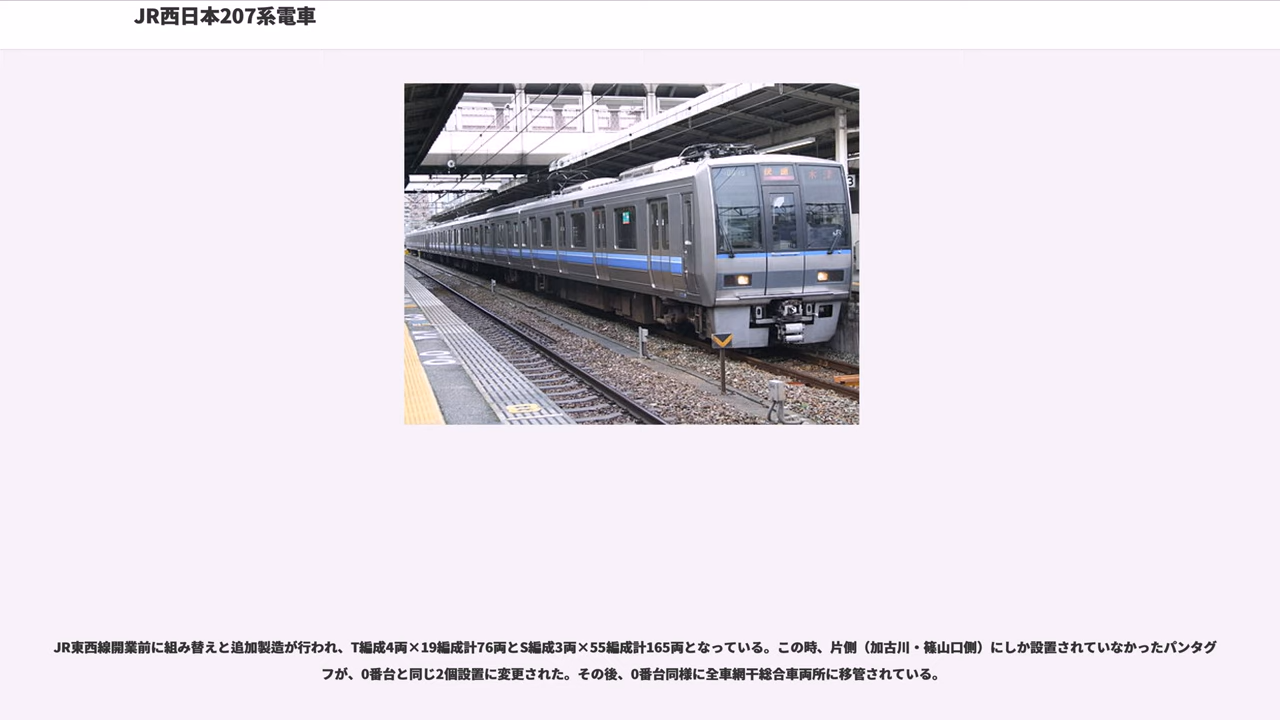 JR西日本207系電車
快速
JR東西線開業前に組み替えと追加製造が行われ、T編成4両×19編成計76両とS編成3両×55編成計165両となっている。この時、片側（加古川・篠山口側）にしか設置されていなかったパンタグ
フが、0番台と同じ2個設置に変更された。その後、0番台同様に全車網干総合車両所に移管されている。